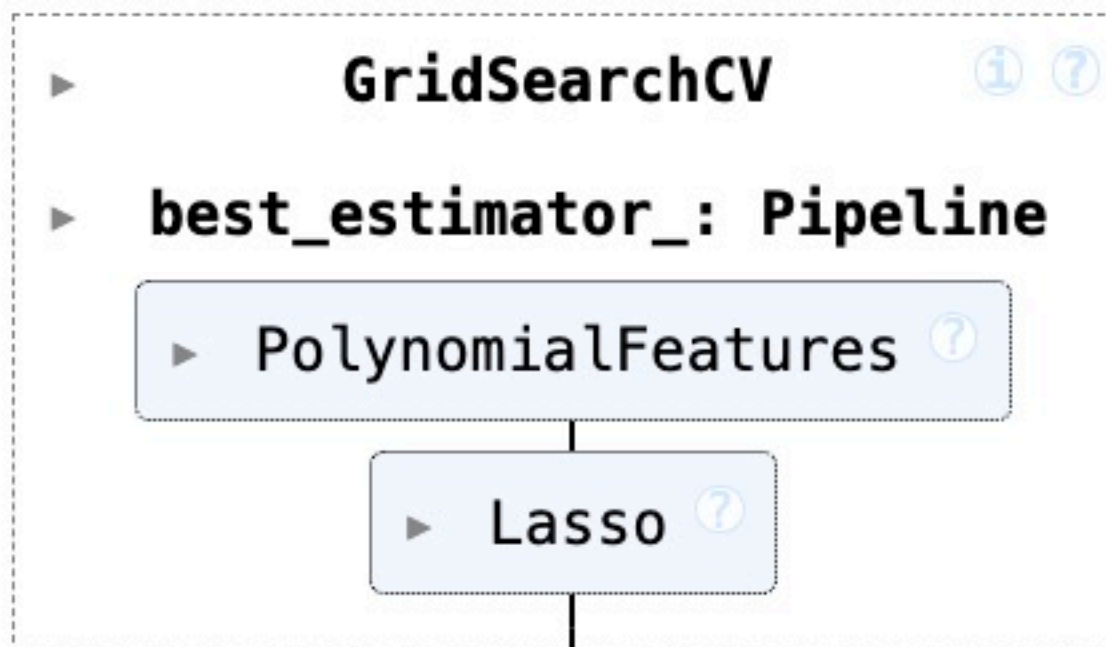 GridSearchCV i ?
best_estimator_: Pipeline
PolynomialFeatures ?
Lasso ?